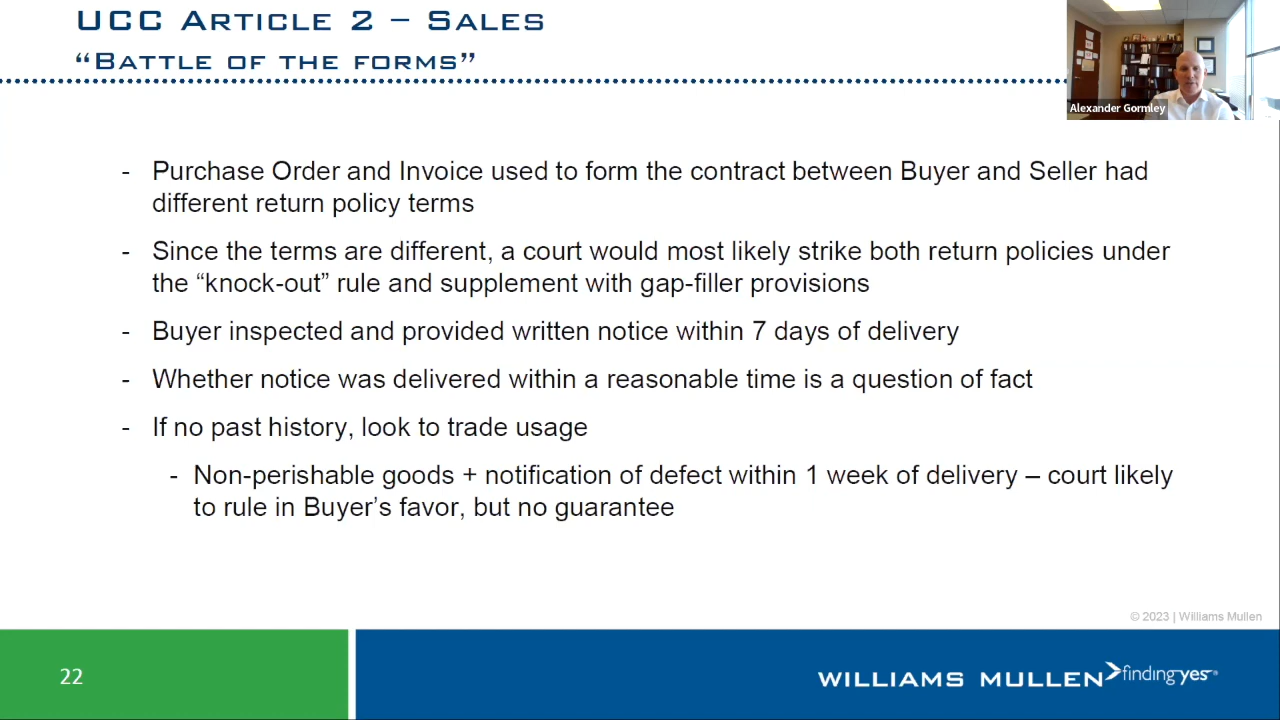 UCC ARTICLE 2 – SALES
“BATTLE OF THE FORMS”
Alexander Gormley
- Purchase Order and Invoice used to form the contract between Buyer and Seller had
different return policy terms
- Since the terms are different, a court would most likely strike both return policies under
the “knock-out” rule and supplement with gap-filler provisions
- Buyer inspected and provided written notice within 7 days of delivery
- Whether notice was delivered within a reasonable time is a question of fact
- If no past history, look to trade usage
- Non-perishable goods + notification of defect within 1 week of delivery – court likely
to rule in Buyer’s favor, but no guarantee
© 2023 | Williams Mullen
22
WILLIAMS MULLEN finding yes